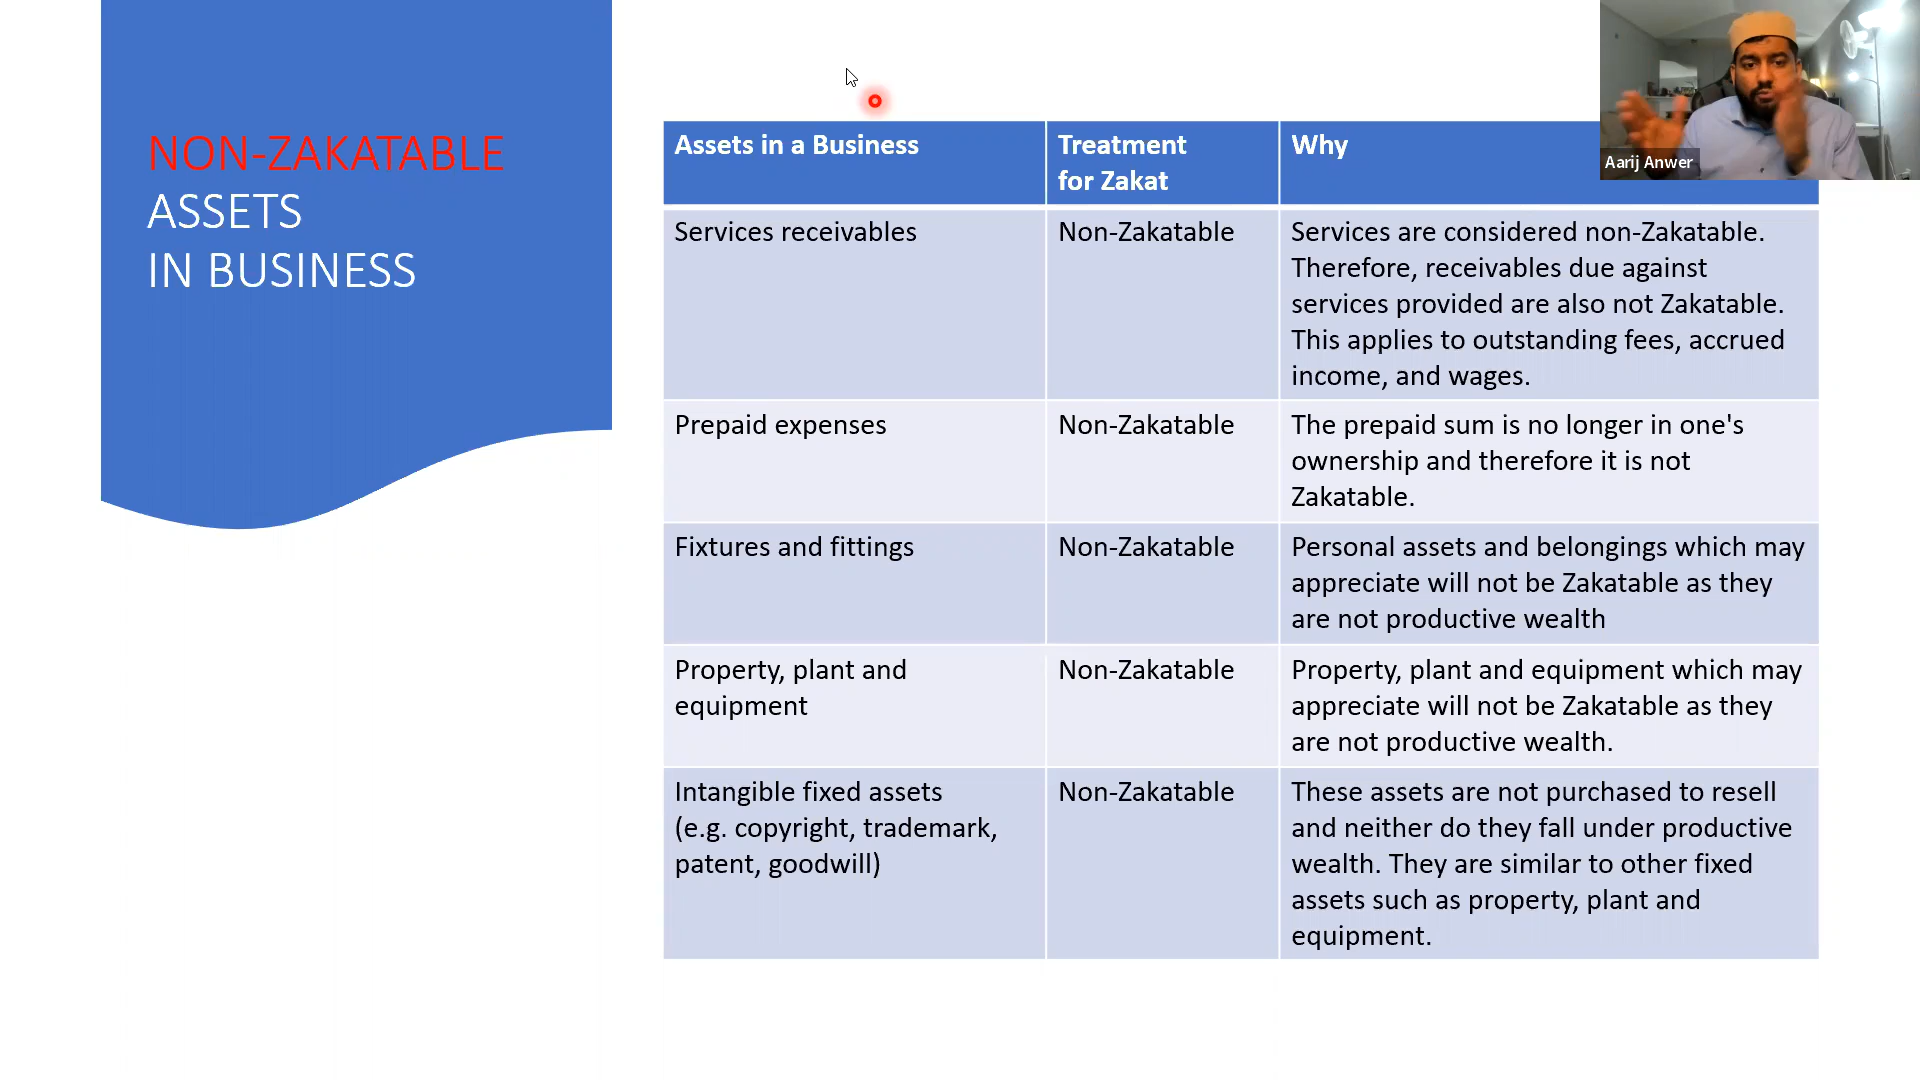 NON-ZAKATABLE
ASSETS
IN BUSINESS
Assets in a Business
Treatment
for Zakat
Why
Services receivables
Non-Zakatable
Services are considered non-Zakatable.
Therefore, receivables due against
services provided are also not Zakatable.
This applies to outstanding fees, accrued
income, and wages.
Prepaid expenses
Non-Zakatable
The prepaid sum is no longer in one's
ownership and therefore it is not
Zakatable.
Fixtures and fittings
Non-Zakatable
Personal assets and belongings which may
appreciate will not be Zakatable as they
are not productive wealth
Property, plant and
equipment
Non-Zakatable
Property, plant and equipment which may
appreciate will not be Zakatable as they
are not productive wealth.
Intangible fixed assets
(e.g. copyright, trademark,
patent, goodwill)
Non-Zakatable
These assets are not purchased to resell
and neither do they fall under productive
wealth. They are similar to other fixed
assets such as property, plant and
equipment.
Aarij Anwer